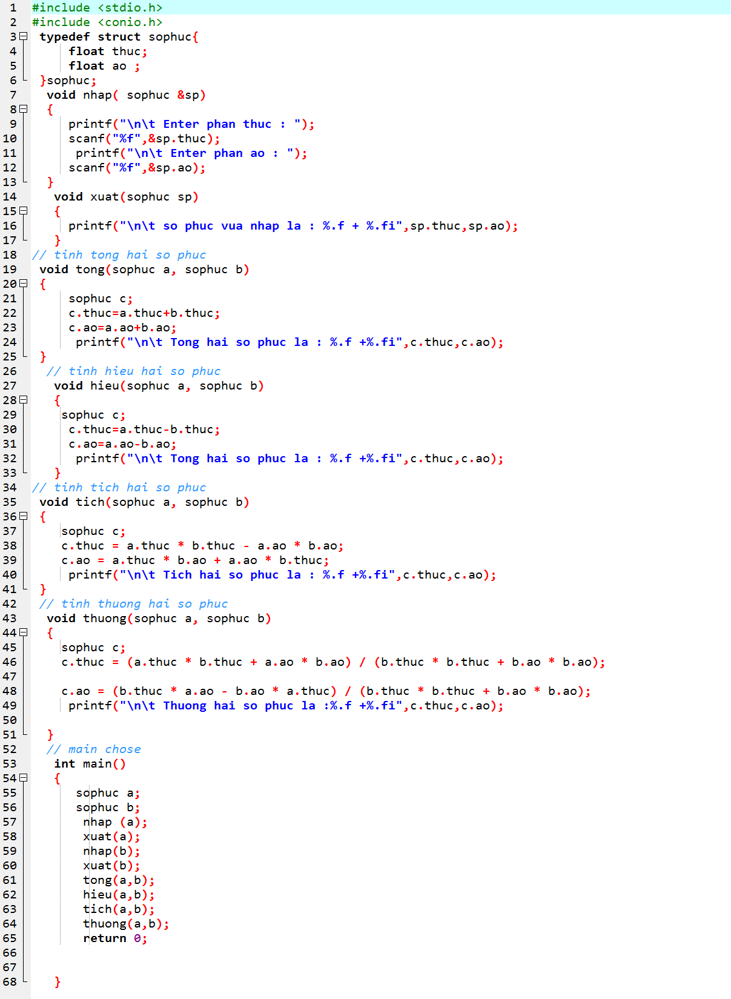 1 #include <stdio.h>
2 #include <conio.h>
3 typedef struct sophuc{
4 float thuc;
5 float ao ;
6 }sophuc;
7 void nhap( sophuc &sp)
8 {
9 printf("\n\t Enter phan thuc : ");
10 scanf("%f",&sp.thuc);
11 printf("\n\t Enter phan ao : ");
12 scanf("%f",&sp.ao);
13 }
14 void xuat(sophuc sp)
15 {
16 printf("\n\t so phuc vua nhap la : %.f + %.fi",sp.thuc,sp.ao);
17 }
18 // tinh tong hai so phuc
19 void tong(sophuc a, sophuc b)
20 {
21 sophuc c;
22 c.thuc=a.thuc+b.thuc;
23 c.ao=a.ao+b.ao;
24 printf("\n\t Tong hai so phuc la : %.f +%.fi",c.thuc,c.ao);
25 }
26 // tinh hieu hai so phuc
27 void hieu(sophuc a, sophuc b)
28 {
29 sophuc c;
30 c.thuc=a.thuc-b.thuc;
31 c.ao=a.ao-b.ao;
32 printf("\n\t Tong hai so phuc la : %.f +%.fi",c.thuc,c.ao);
33 }
34 // tinh tich hai so phuc
35 void tich(sophuc a, sophuc b)
36 {
37 sophuc c;
38 c.thuc = a.thuc * b.thuc - a.ao * b.ao;
39 c.ao = a.thuc * b.ao + a.ao * b.thuc;
40 printf("\n\t Tich hai so phuc la : %.f +%.fi",c.thuc,c.ao);
41 }
42 // tinh thuong hai so phuc
43 void thuong(sophuc a, sophuc b)
44 {
45 sophuc c;
46 c.thuc = (a.thuc * b.thuc + a.ao * b.ao) / (b.thuc * b.thuc + b.ao * b.ao);
47
48 c.ao = (b.thuc * a.ao - b.ao * a.thuc) / (b.thuc * b.thuc + b.ao * b.ao);
49 printf("\n\t Thuong hai so phuc la :%.f +%.fi",c.thuc,c.ao);
50
51 }
52 // main chose
53 int main()
54 {
55 sophuc a;
56 sophuc b;
57 nhap (a);
58 xuat(a);
59 nhap(b);
60 xuat(b);
61 tong(a,b);
62 hieu(a,b);
63 tich(a,b);
64 thuong(a,b);
65 return 0;
66
67
68 }